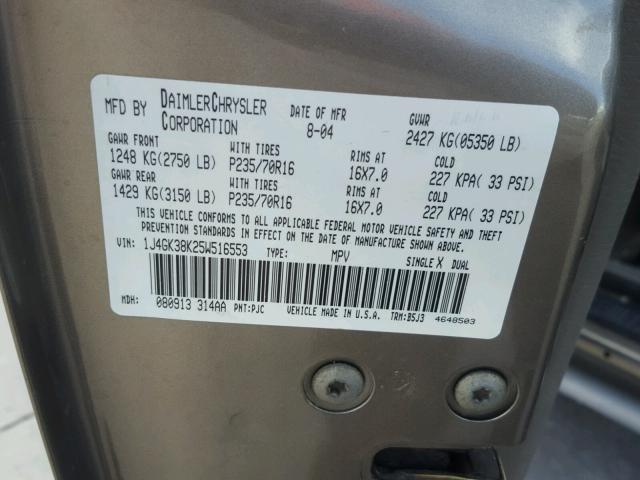 MFD BY DAIMLERCHRYSLER CORPORATION DATE OF MFR 8-04 GVWR 2427 KG(05350 LB)
GAWR FRONT WITH TIRES RIMS AT COLD
1248 KG(2750 LB) P235/70R16 16X7.0 227 KPA( 33 PSI)
GAWR REAR WITH TIRES RIMS AT COLD
1429 KG(3150 LB) P235/70R16 16X7.0 227 KPA( 33 PSI)
THIS VEHICLE CONFORMS TO ALL APPLICABLE FEDERAL MOTOR VEHICLE SAFETY AND THEFT
PREVENTION STANDARDS IN EFFECT ON THE DATE OF MANUFACTURE SHOWN ABOVE.
VIN: 1J4GK38K25W516553 TYPE: MPV SINGLE X DUAL
MDH: 080913 314AA PNT:PJC VEHICLE MADE IN U.S.A. TRM:B5J3 4648503